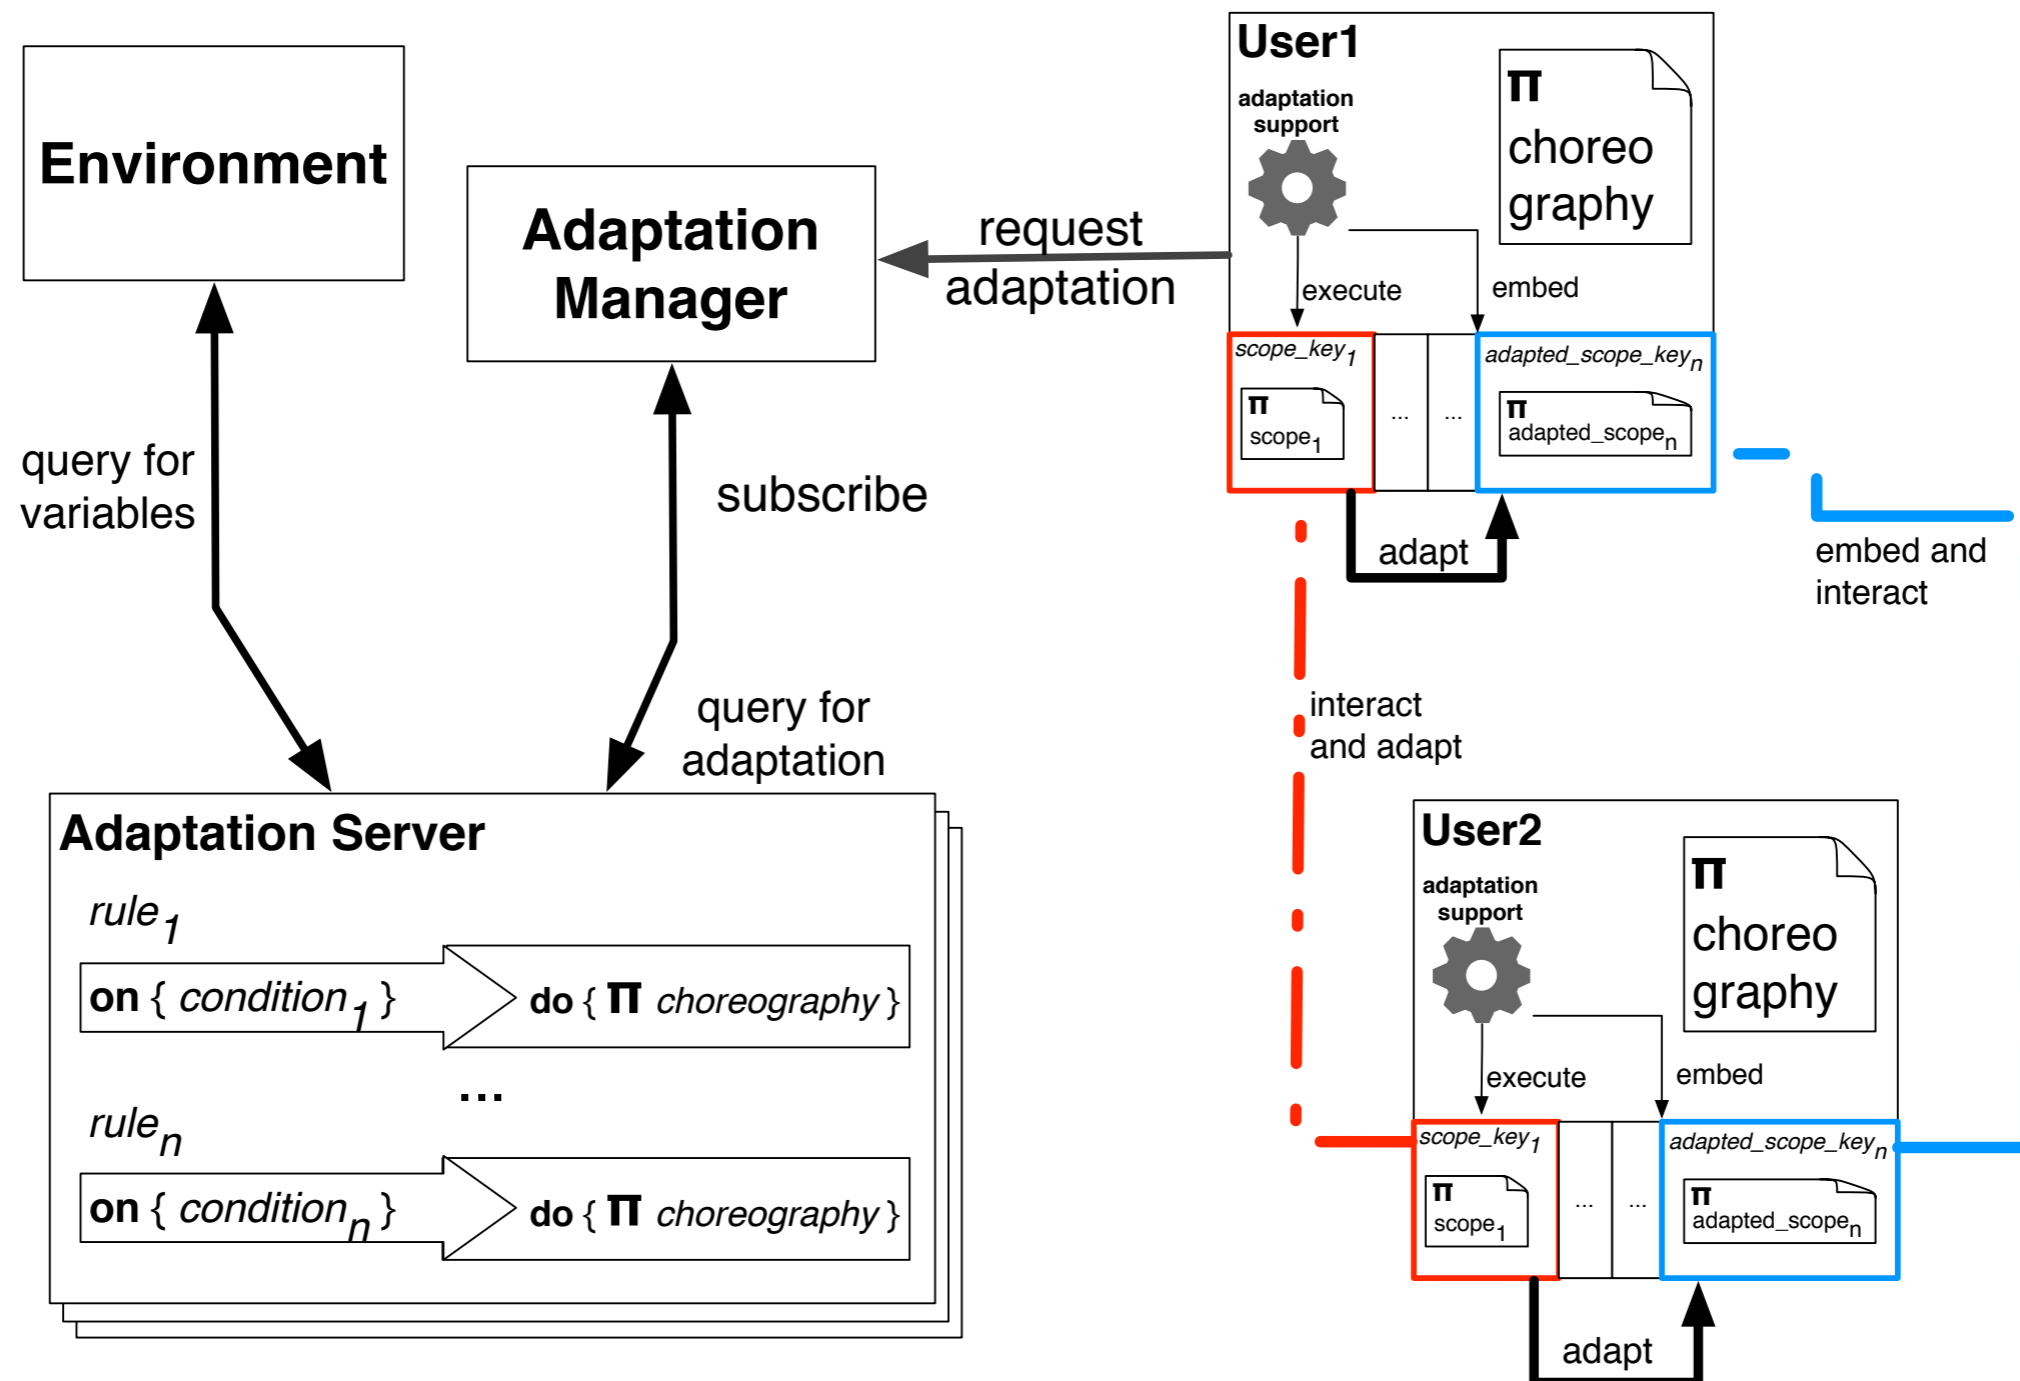 Environment
Adaptation
Manager
request
adaptation
query for
variables
subscribe
query for
adaptation
Adaptation Server
rule1
on { condition1 }
do { π choreography }
...
rulen
on { conditionn }
do { π choreography }
User1
adaptation
support
π
choreo
graphy
execute
embed
scope_key1
π
scope1
...
...
adapted_scope_keyn
π
adapted_scopen
adapt
embed and
interact
interact
and adapt
User2
adaptation
support
π
choreo
graphy
execute
embed
scope_key1
π
scope1
...
...
adapted_scope_keyn
π
adapted_scopen
adapt